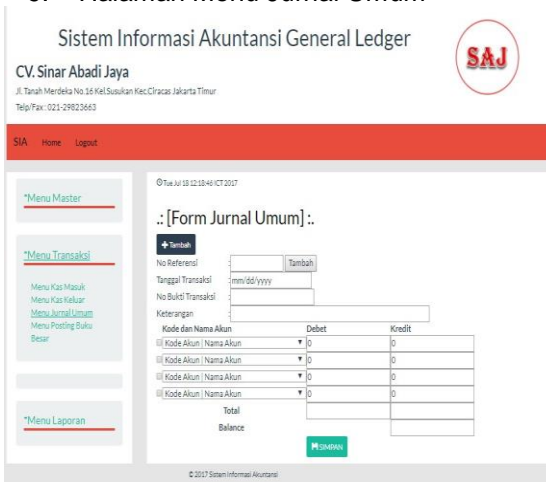 Halaman Menu Jurnal Umum
Sistem Informasi Akuntansi General Ledger
SAJ
CV. Sinar Abadi Jaya
Jl. Tanah Merdeka No.16 Kel.Susukan Kec.Ciracas Jakarta Timur
Telp/Fax : 021-29823663
SIA Home Logout
Tue Jul 18 12:18:46 ICT 2017
*Menu Master
.: [Form Jurnal Umum] :.
+ Tambah
*Menu Transaksi
No Referensi : Tambah
Tanggal Transaksi : mm/dd/yyyy
Menu Kas Masuk
No Bukti Transaksi :
Menu Kas Keluar
Keterangan :
Menu Jurnal Umum
Menu Posting Buku
Besar
Kode dan Nama Akun Debet Kredit
Kode Akun | Nama Akun 0 0
Kode Akun | Nama Akun 0 0
Kode Akun | Nama Akun 0 0
Kode Akun | Nama Akun 0 0
Total
Balance
*Menu Laporan
SIMPAN
© 2017 Sistem Informasi Akuntansi